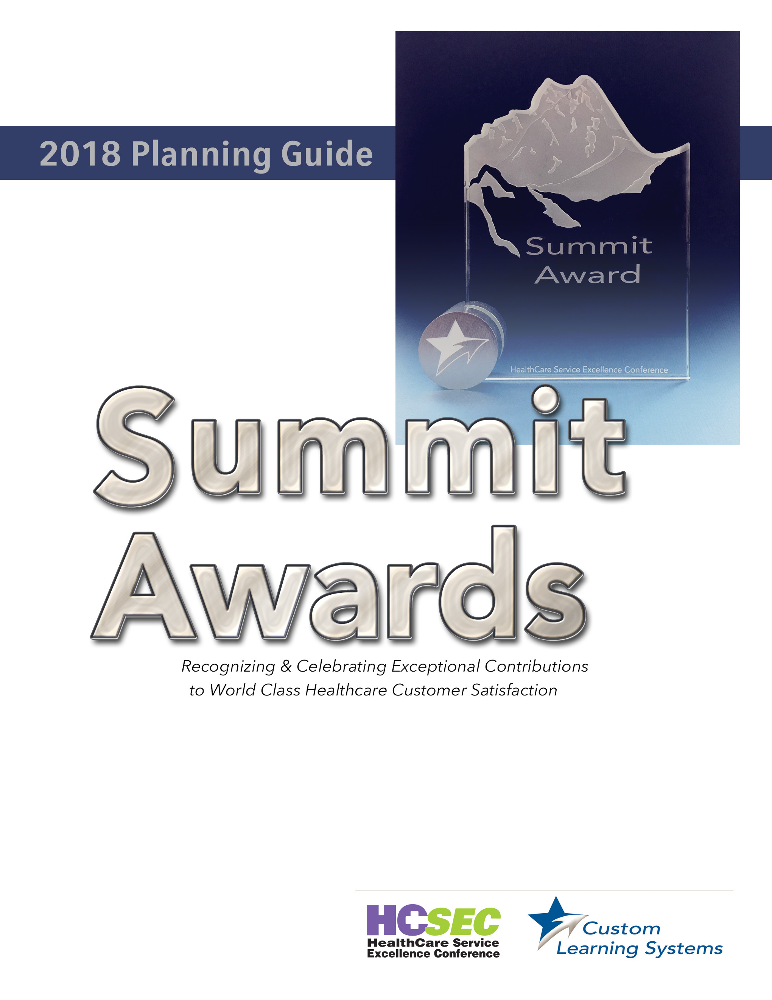 2018 Planning Guide
Summit
Award
HealthCare Service Excellence Conference
Summit
Awards
Recognizing & Celebrating Exceptional Contributions
to World Class Healthcare Customer Satisfaction
HCSEC
HealthCare Service
Excellence Conference
Custom
Learning Systems